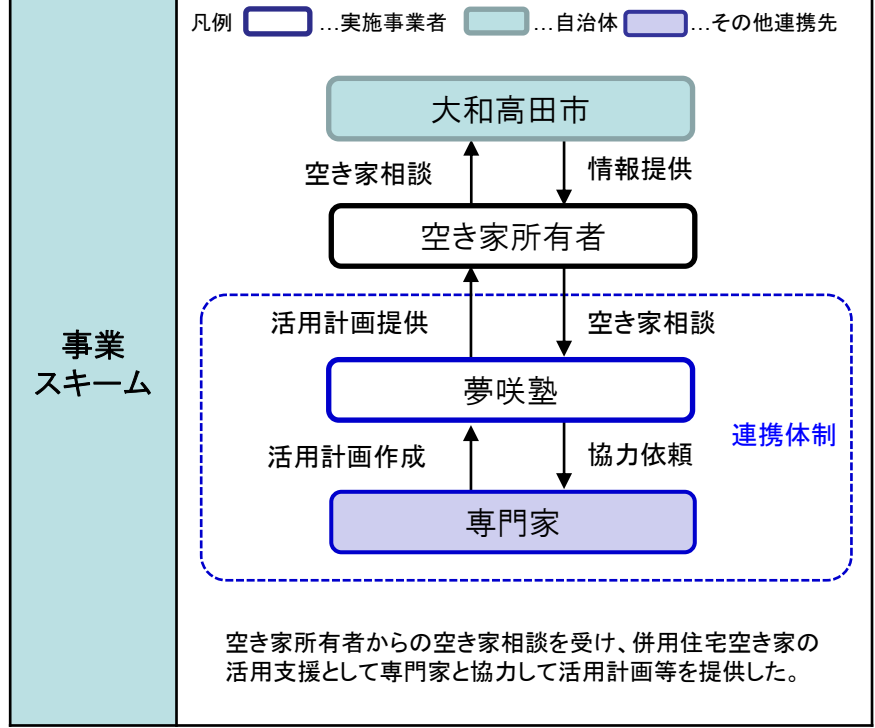 凡例 …実施事業者 …自治体 …その他連携先
大和高田市
空き家相談 情報提供
空き家所有者
活用計画提供 空き家相談
夢咲塾
連携体制
活用計画作成 協力依頼
専門家
事業
スキーム
空き家所有者からの空き家相談を受け、併用住宅空き家の
活用支援として専門家と協力して活用計画等を提供した。